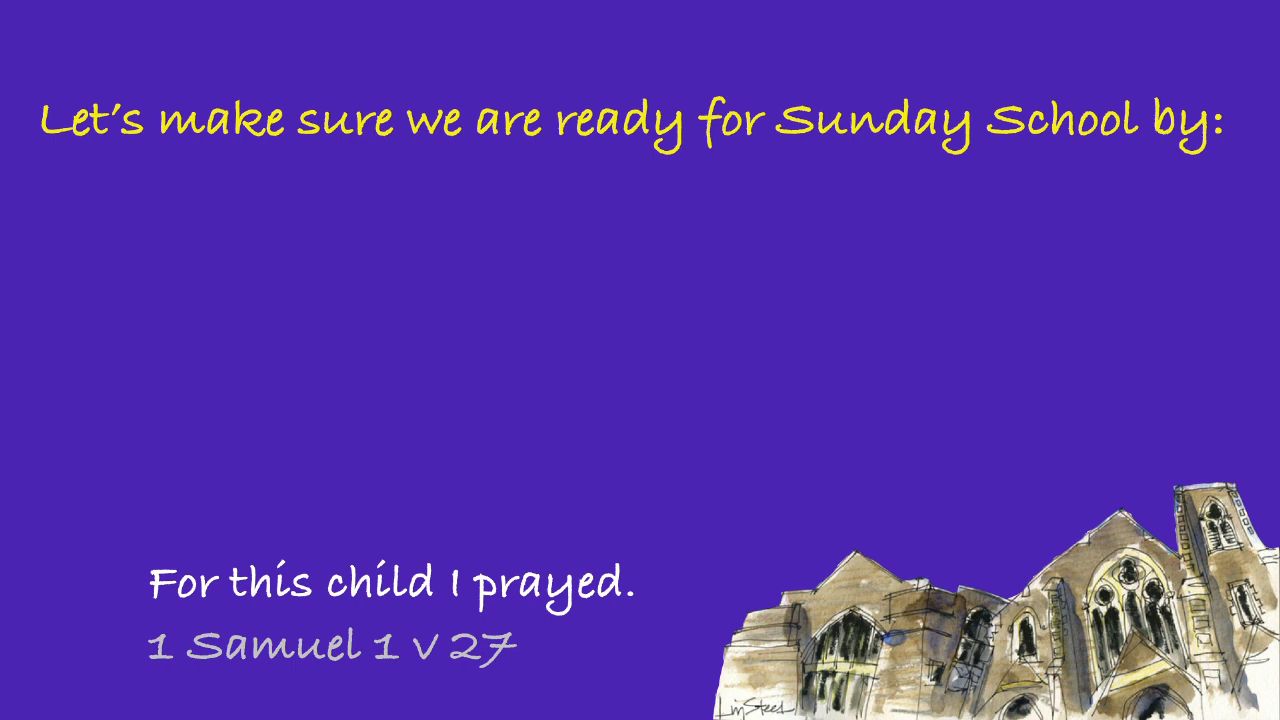 Let's make sure we are ready for Sunday School by:
For this child I prayed.
1 Samuel 1 v 27